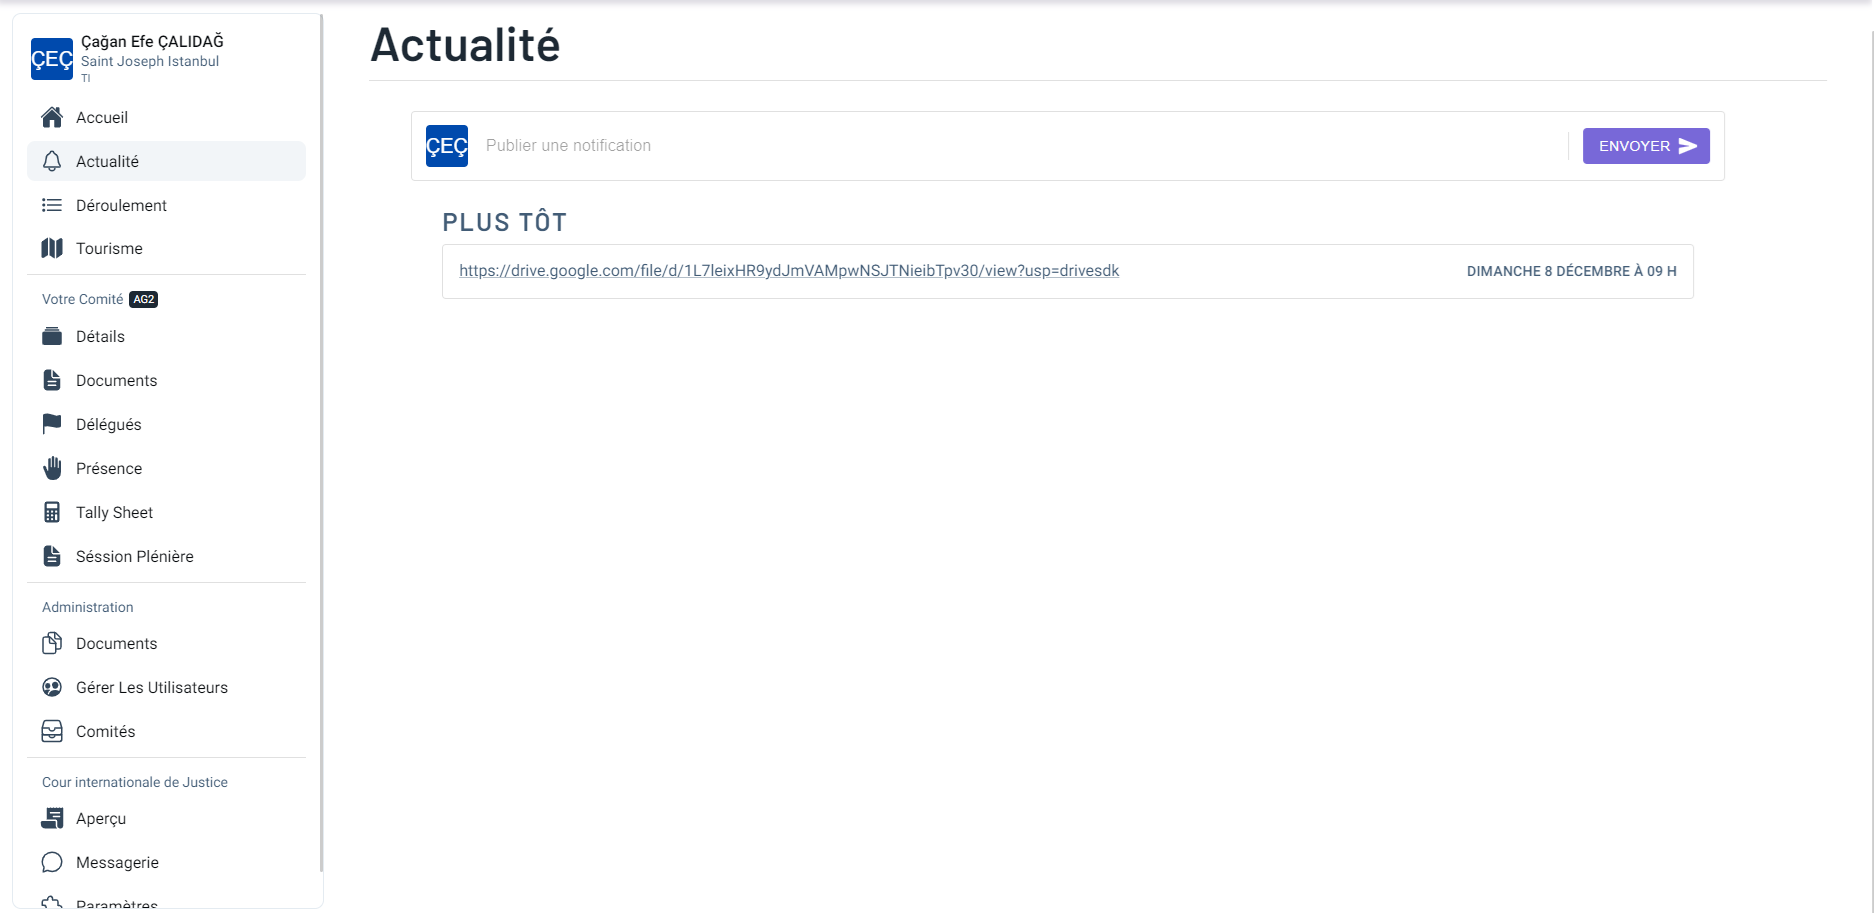 ÇEÇ
Çağan Efe ÇALIDAĞ
Saint Joseph Istanbul
TI
Accueil
Actualité
Déroulement
Tourisme
Votre Comité AG2
Détails
Documents
Délégués
Présence
Tally Sheet
Séssion Plénière
Administration
Documents
Gérer Les Utilisateurs
Comités
Cour internationale de Justice
Aperçu
Messagerie
Paramètres
Actualité
ÇEÇ
Publier une notification
ENVOYER
PLUS TÔT
https://drive.google.com/file/d/1L7leixHR9ydJmVAMpwNSJTNieibTpv30/view?usp=drivesdk
DIMANCHE 8 DÉCEMBRE À 09 H